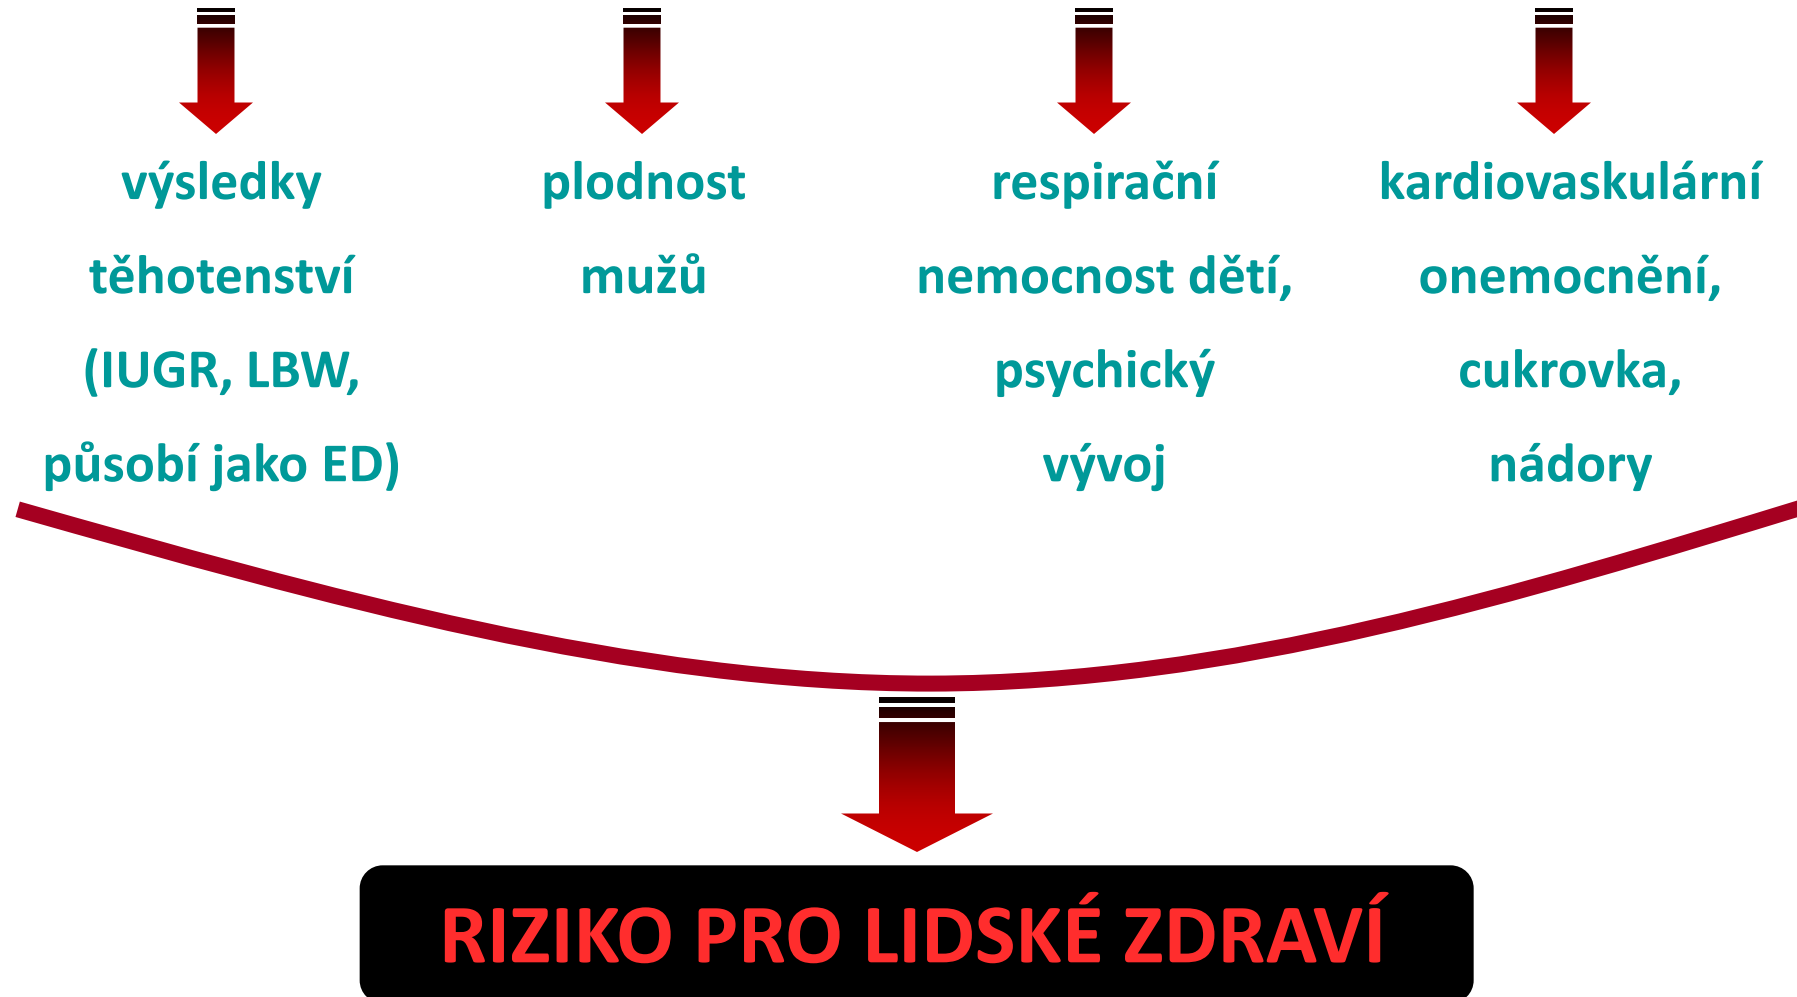 výsledky
těhotenství
(IUGR, LBW,
působí jako ED)
plodnost
mužů
respirační
nemocnost dětí,
psychický
vývoj
kardiovaskulární
onemocnění,
cukrovka,
nádory
RIZIKO PRO LIDSKÉ ZDRAVÍ